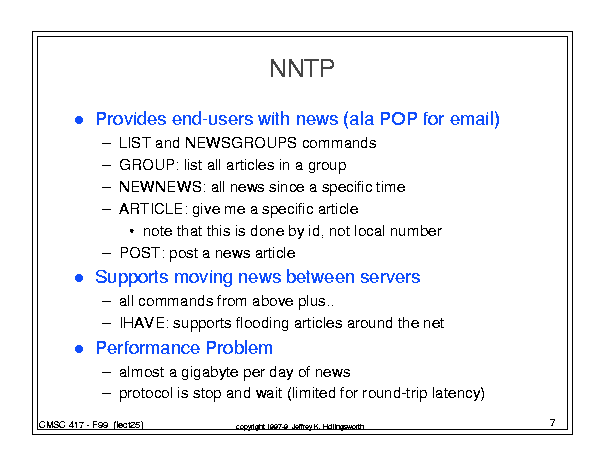 NNTP
● Provides end-users with news (ala POP for email)
– LIST and NEWSGROUPS commands
– GROUP: list all articles in a group
– NEWNEWS: all news since a specific time
– ARTICLE: give me a specific article
• note that this is done by id, not local number
– POST: post a news article
● Supports moving news between servers
– all commands from above plus..
– IHAVE: supports flooding articles around the net
● Performance Problem
– almost a gigabyte per day of news
– protocol is stop and wait (limited for round-trip latency)
CMSC 417 - F99 (lect25)
copyright 1997-9 Jeffrey K. Hollingsworth
7